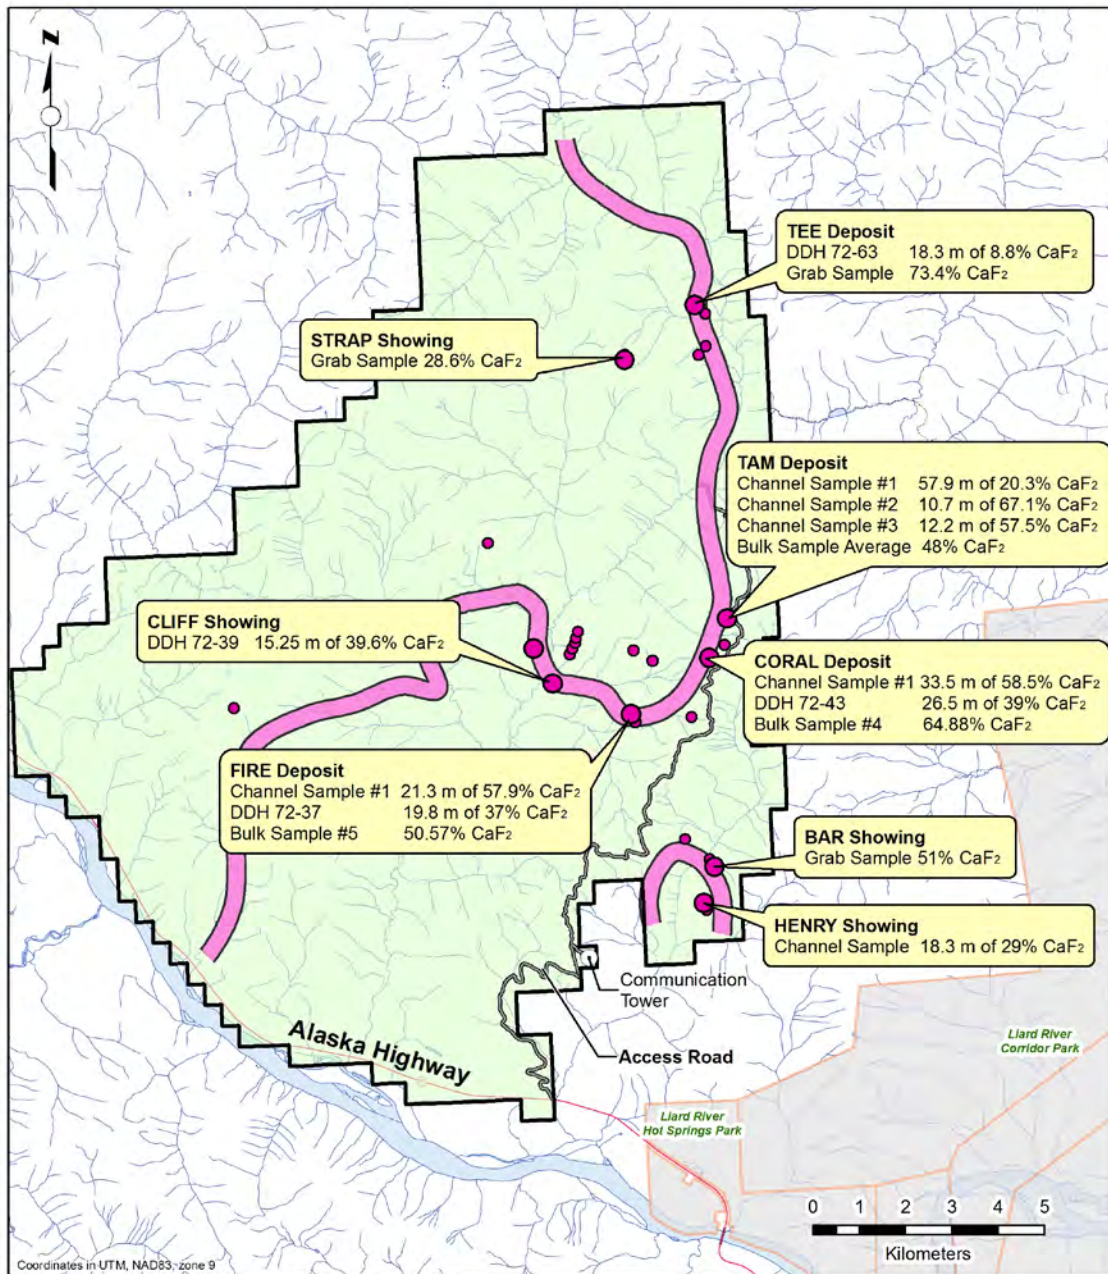 N
TEE Deposit
DDH 72-63 18.3 m of 8.8% CaF₂
Grab Sample 73.4% CaF₂
STRAP Showing
Grab Sample 28.6% CaF₂
TAM Deposit
Channel Sample #1 57.9 m of 20.3% CaF₂
Channel Sample #2 10.7 m of 67.1% CaF₂
Channel Sample #3 12.2 m of 57.5% CaF₂
Bulk Sample Average 48% CaF₂
CLIFF Showing
DDH 72-39 15.25 m of 39.6% CaF₂
CORAL Deposit
Channel Sample #1 33.5 m of 58.5% CaF₂
DDH 72-43 26.5 m of 39% CaF₂
Bulk Sample #4 64.88% CaF₂
FIRE Deposit
Channel Sample #1 21.3 m of 57.9% CaF₂
DDH 72-37 19.8 m of 37% CaF₂
Bulk Sample #5 50.57% CaF₂
BAR Showing
Grab Sample 51% CaF₂
HENRY Showing
Channel Sample 18.3 m of 29% CaF₂
Communication
Tower
Alaska Highway
Access Road
Liard River
Corridor Park
Liard River
Hot Springs Park
0 1 2 3 4 5
Kilometers
Coordinates in UTM, NAD83, zone 9